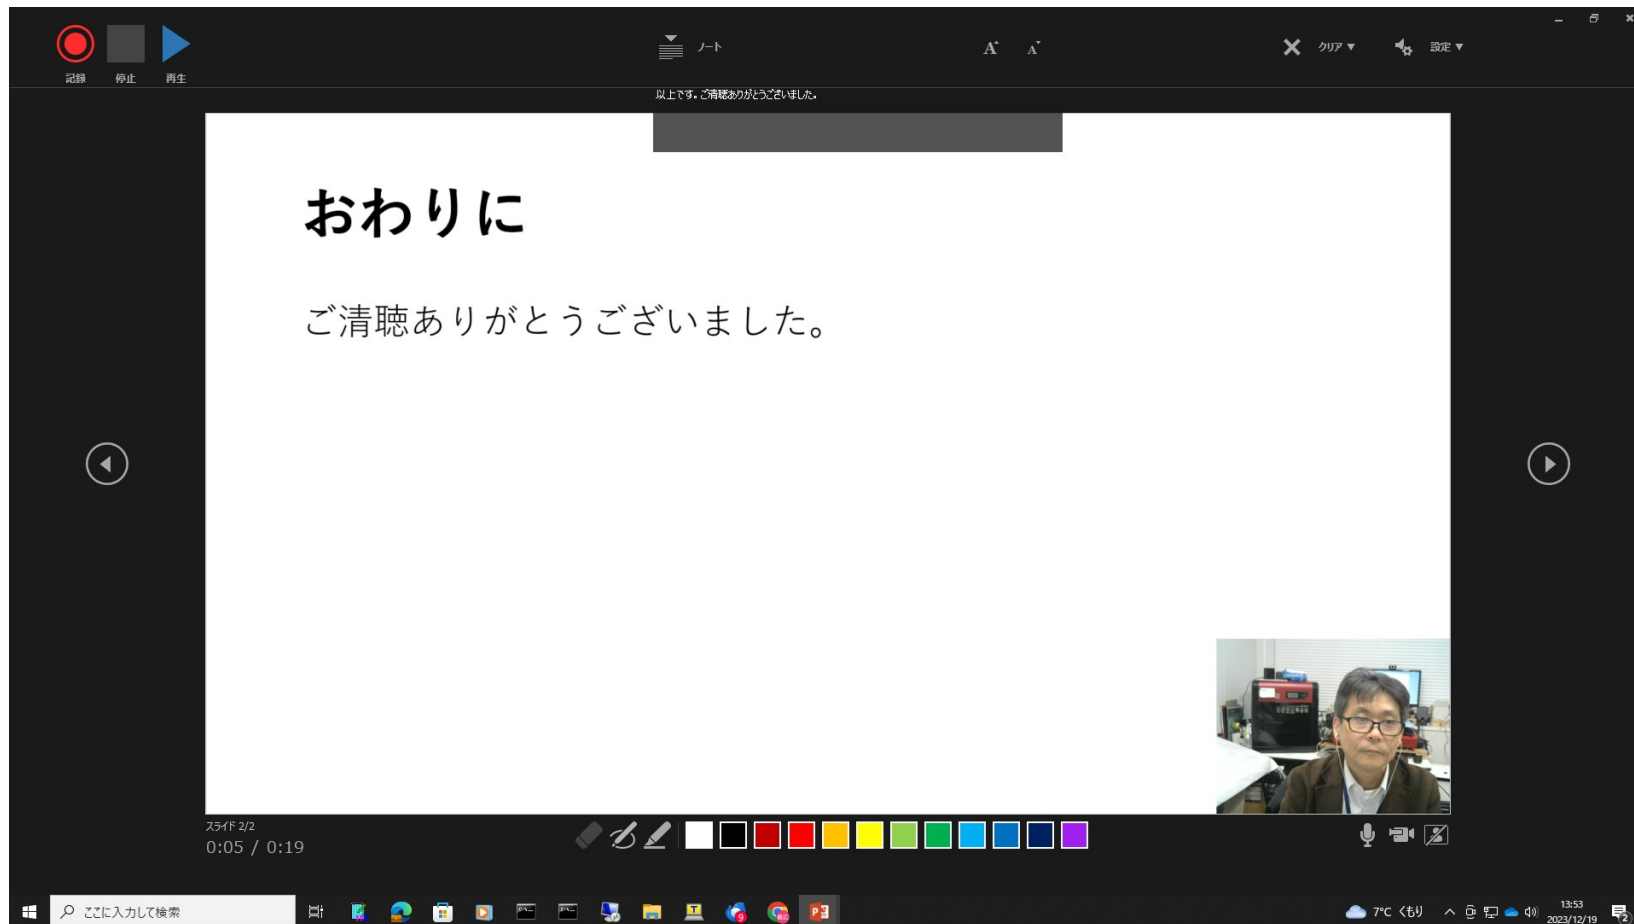 記録
停止
再生
ノート
A A
クリア
設定
以上です。ご清聴ありがとうございました。
おわりに
ご清聴ありがとうございました。
スライド 2/2
0:05 / 0:19
ここに入力して検索
7°C くもり
13:53
2023/12/19
2